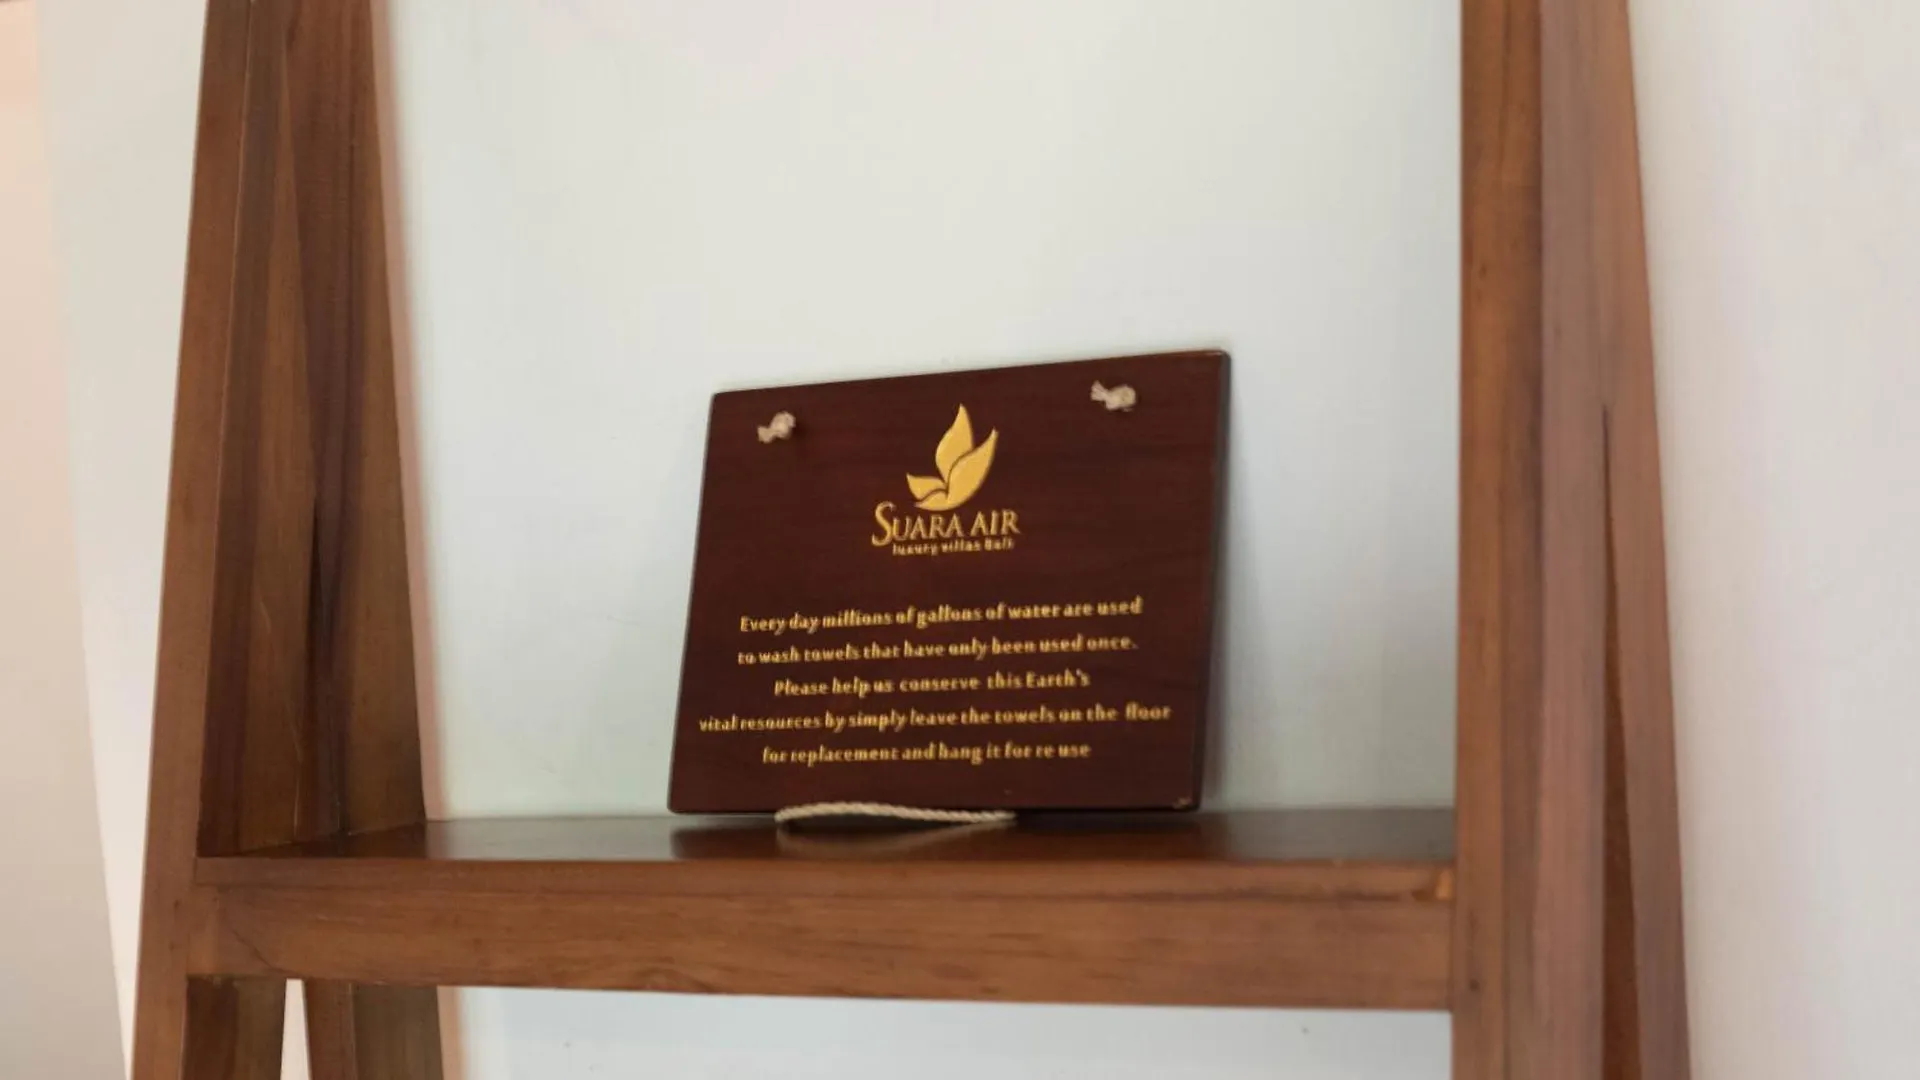 SUARA AIR
luxury villas Bali
Every day millions of gallons of water are used
to wash towels that have only been used once.
Please help us conserve this Earth's
vital resources by simply leave the towels on the floor
for replacement and hang it for re use